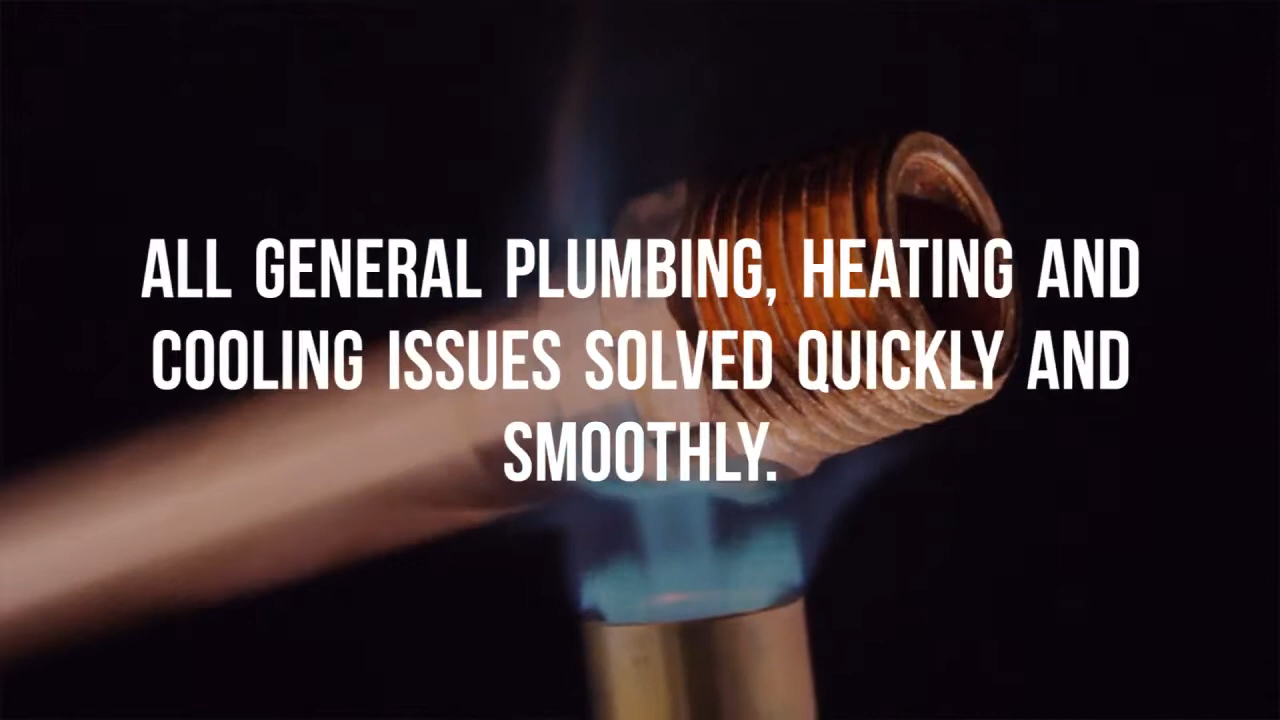 ALL GENERAL PLUMBING, HEATING AND
COOLING ISSUES SOLVED QUICKLY AND
SMOOTHLY.